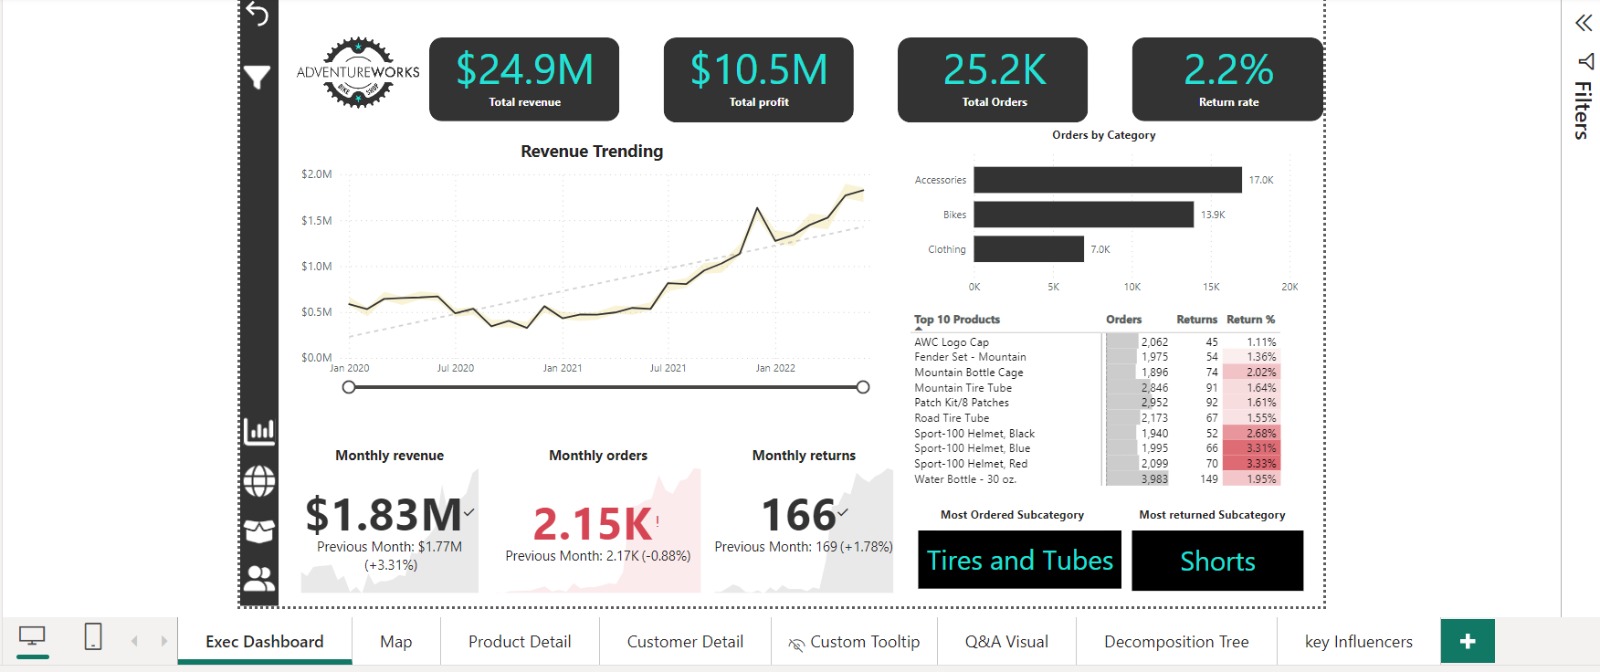 ADVENTUREWORKS
BIKE SHOP
$24.9M
Total revenue
$10.5M
Total profit
25.2K
Total Orders
2.2%
Return rate
Filters
Revenue Trending
$2.0M
$1.5M
$1.0M
$0.5M
$0.0M
Jan 2020
Jul 2020
Jan 2021
Jul 2021
Jan 2022
Orders by Category
Accessories 17.0K
Bikes 13.9K
Clothing 7.0K
0K 5K 10K 15K 20K
Top 10 Products Orders Returns Return %
AWC Logo Cap 2,062 45 1.11%
Fender Set - Mountain 1,975 54 1.36%
Mountain Bottle Cage 1,896 74 2.02%
Mountain Tire Tube 2,846 91 1.64%
Patch Kit/8 Patches 2,952 92 1.61%
Road Tire Tube 2,173 67 1.55%
Sport-100 Helmet, Black 1,940 52 2.68%
Sport-100 Helmet, Blue 1,995 66 3.31%
Sport-100 Helmet, Red 2,099 70 3.33%
Water Bottle - 30 oz. 3,983 149 1.95%
Monthly revenue
$1.83M
Previous Month: $1.77M
(+3.31%)
Monthly orders
2.15K!
Previous Month: 2.17K (-0.88%)
Monthly returns
166
Previous Month: 169 (+1.78%)
Most Ordered Subcategory
Tires and Tubes
Most returned Subcategory
Shorts
Exec Dashboard
Map
Product Detail
Customer Detail
Custom Tooltip
Q&A Visual
Decomposition Tree
key Influencers
+